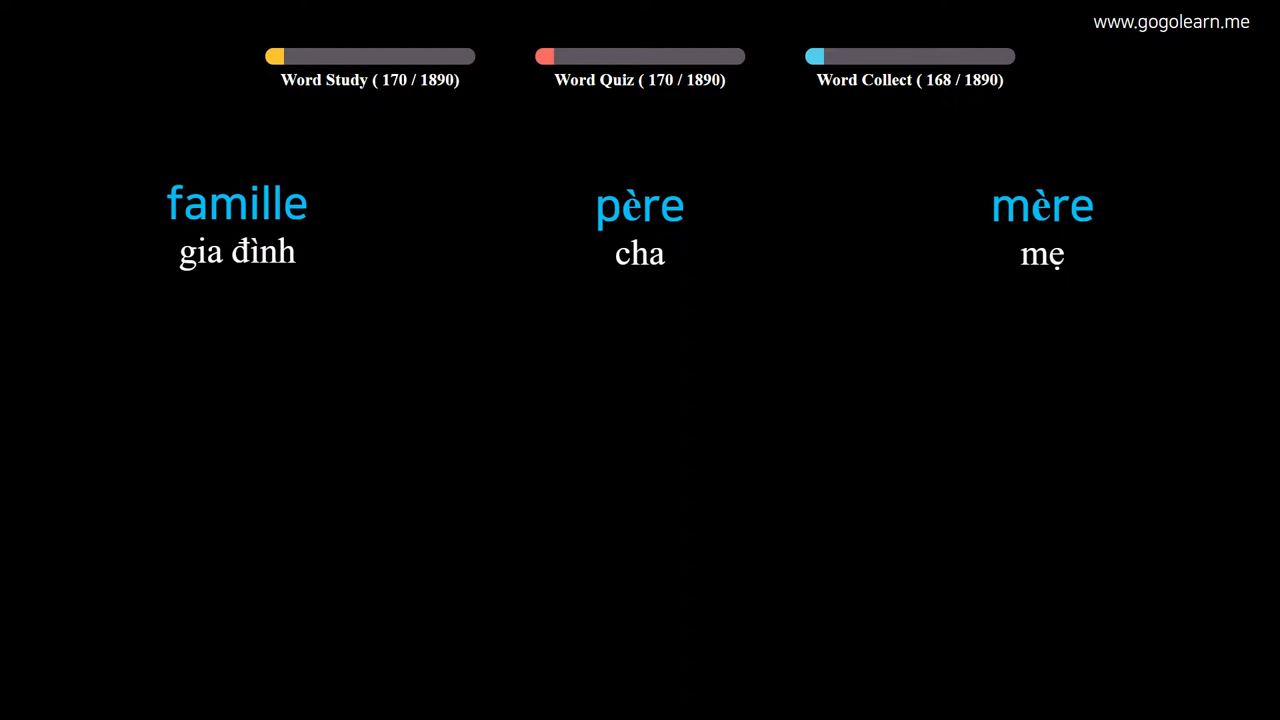 www.gogolearn.me
Word Study ( 170 / 1890)
Word Quiz ( 170 / 1890)
Word Collect ( 168 / 1890)
famille
gia đình
père
cha
mère
mẹ